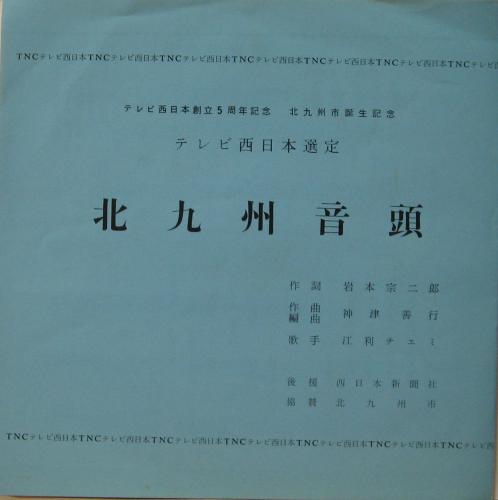 TNCテレビ西日本TNCテレビ西日本TNCテレビ西日本TNCテレビ西日本TNCテレビ西日本TNCテレビ西日本TNC
テレビ西日本創立5周年記念 北九州市誕生記念
テレビ西日本選定
北九州音頭
作詞 岩本宗二郎
作曲
編曲 神津善行
歌手 江利チエミ
後援 西日本新聞社
協賛 北九州市
TNCテレビ西日本TNCテレビ西日本TNCテレビ西日本TNCテレビ西日本TNCテレビ西日本TNCテレビ西日本TNC